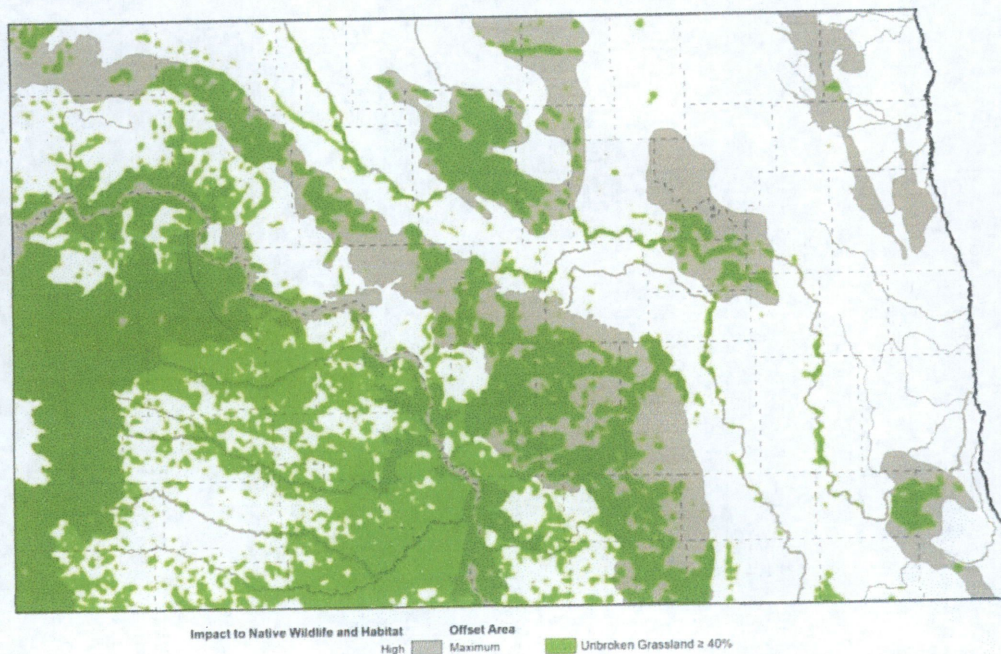 Impact to Native Wildlife and Habitat Offset Area
High Maximum Unbroken Grassland ≥ 40%